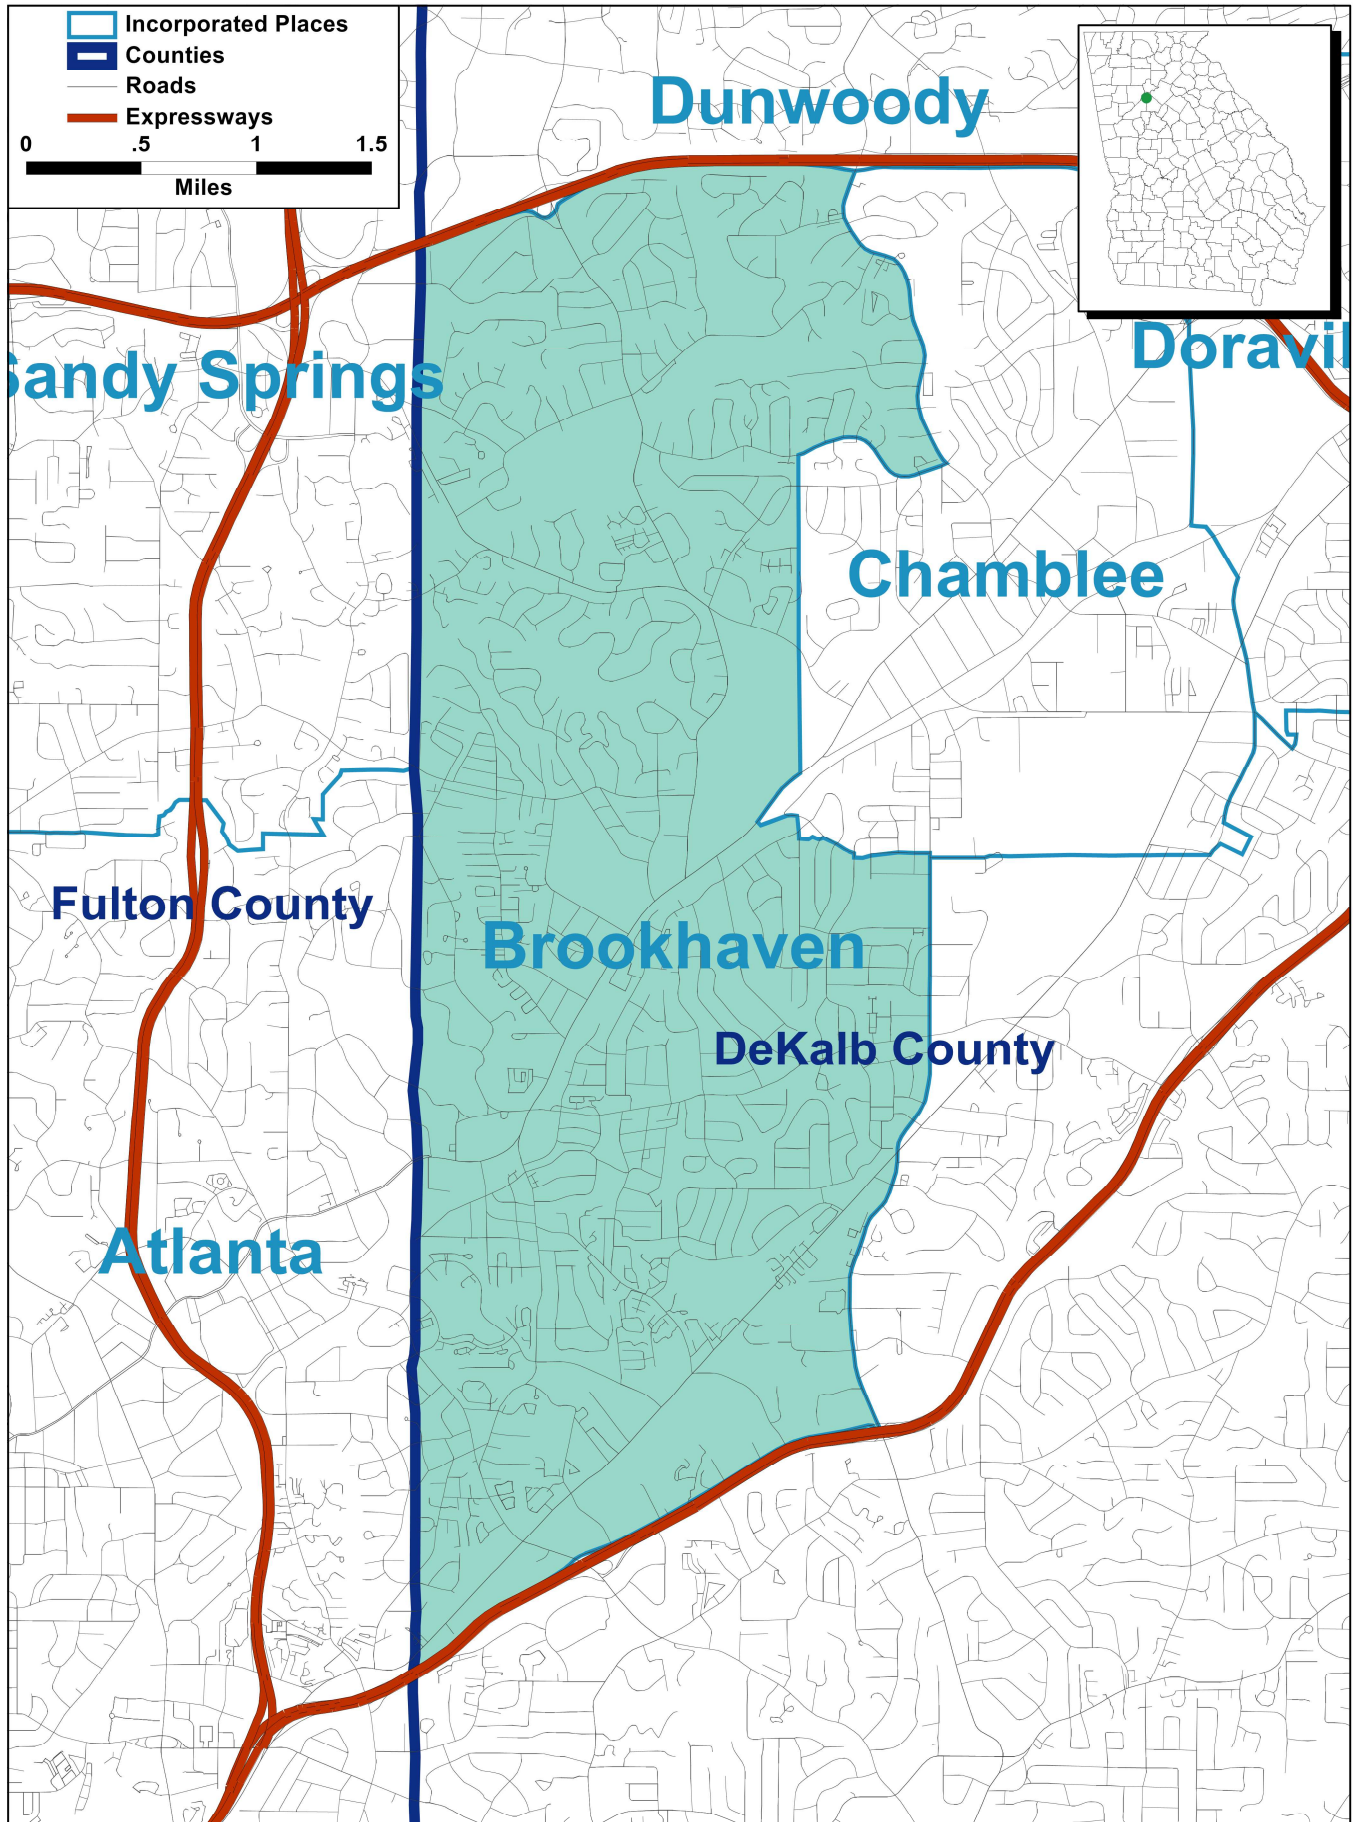 Incorporated Places
Counties
Roads
Expressways
0 .5 1 1.5
Miles
Dunwoody
Sandy Springs
Doravil
Chamblee
Fulton County
Brookhaven
DeKalb County
Atlanta